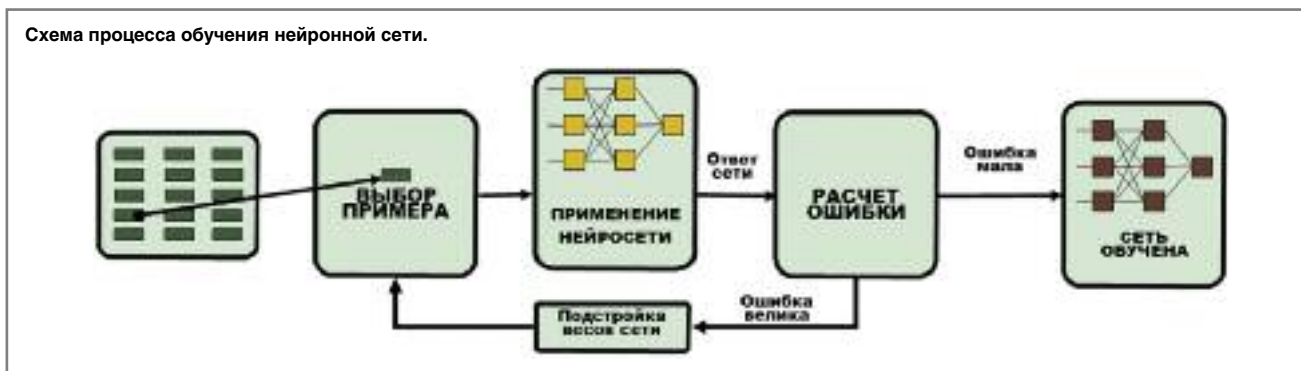 Схема процесса обучения нейронной сети.
ВЫБОР
ПРИМЕРА
ПРИМЕНЕНИЕ
НЕЙРОСЕТИ
Ответ
сети
РАСЧЕТ
ОШИБКИ
Ошибка
мала
СЕТЬ
ОБУЧЕНА
Ошибка
велика
Подстройка
весов сети